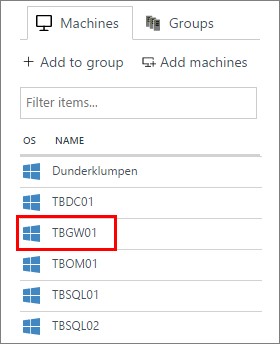 Machines Groups
+ Add to group Add machines
Filter items...
OS NAME
Dunderklumpen
TBDC01
TBGW01
TBOM01
TBSQL01
TBSQL02